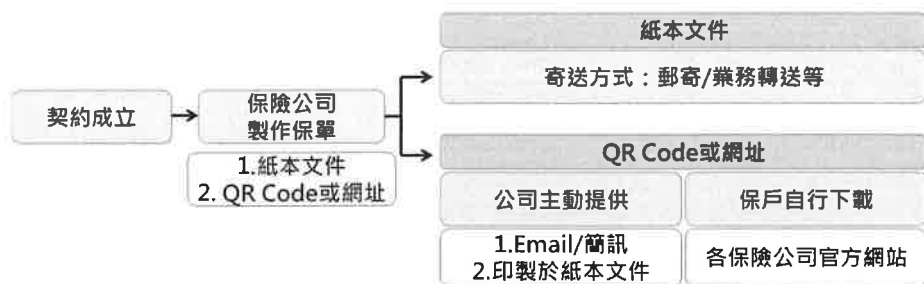 契約成立
保險公司
製作保單
1.紙本文件
2. QR Code或網址
紙本文件
寄送方式：郵寄/業務轉送等
QR Code或網址
公司主動提供
保戶自行下載
1.Email/簡訊
2.印製於紙本文件
各保險公司官方網站